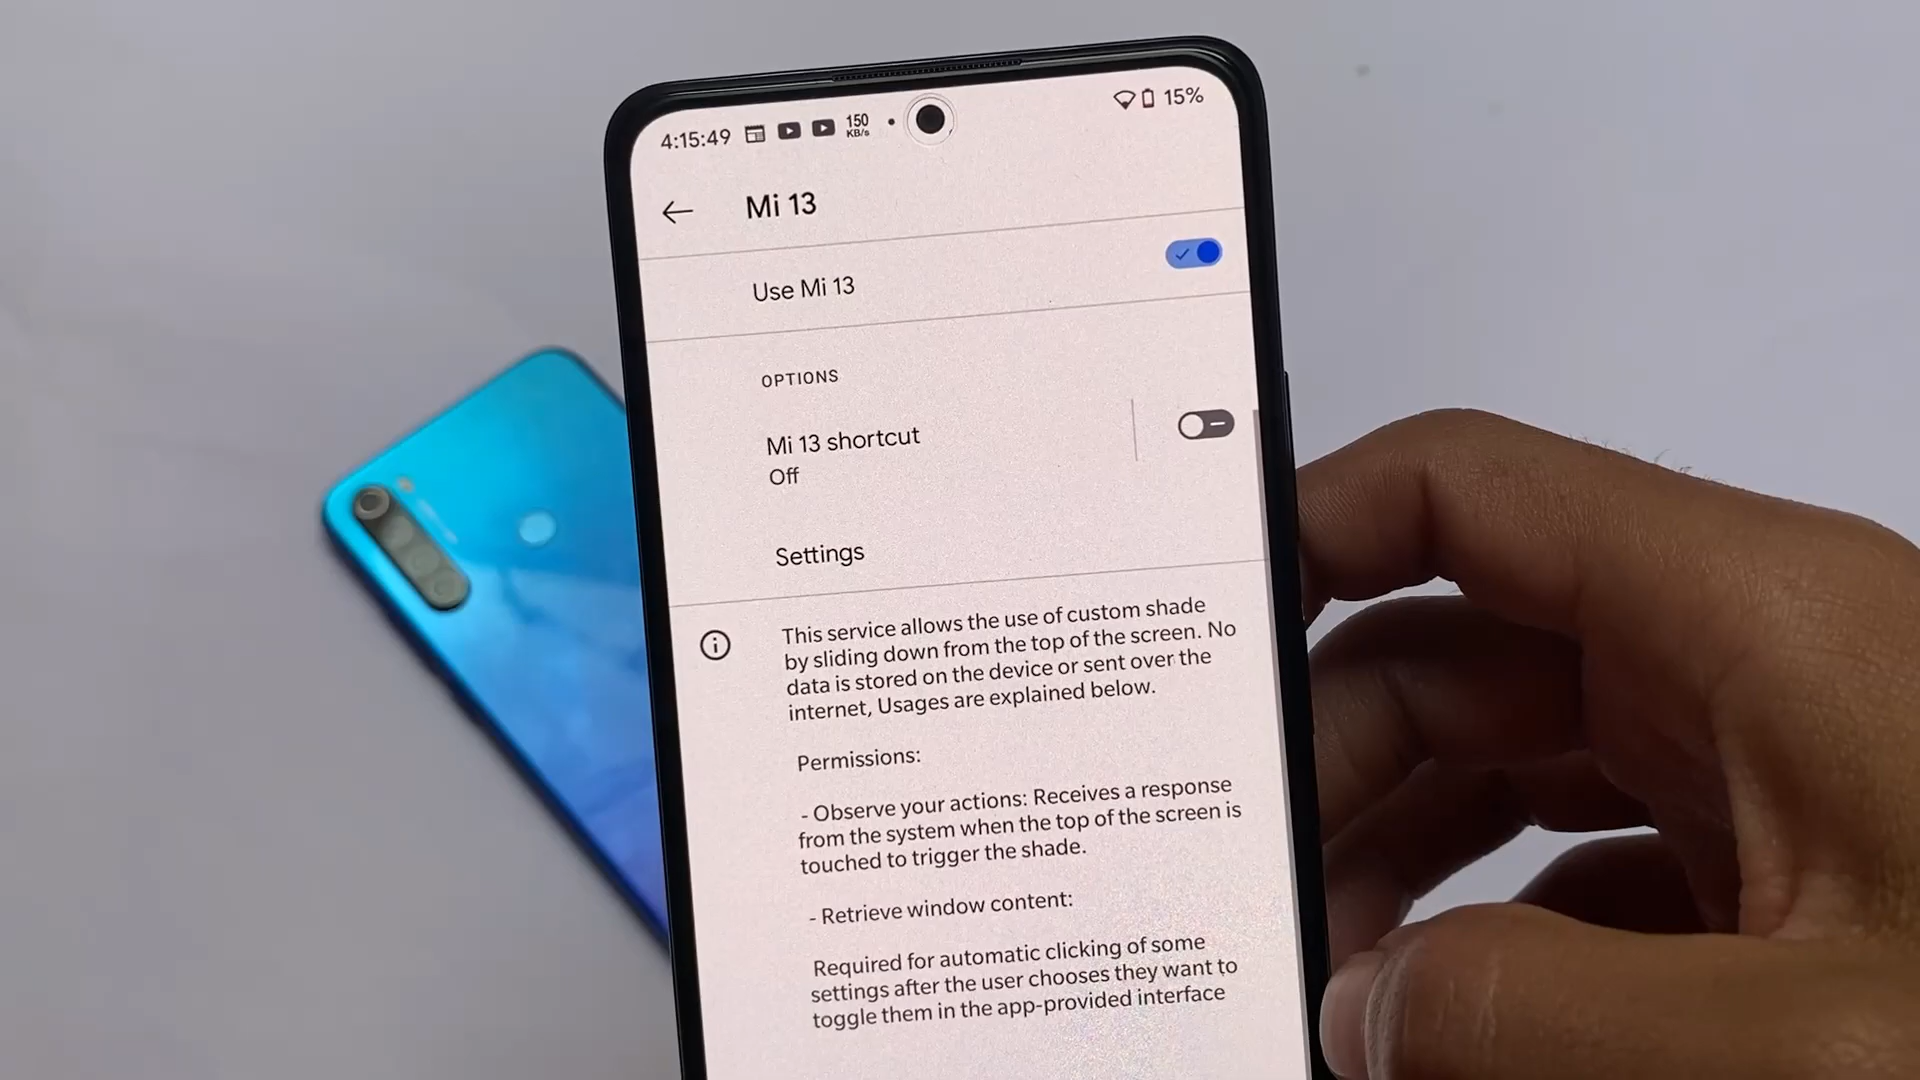 4:15:49 150 KB/s 15%
Mi 13
Use Mi 13
OPTIONS
Mi 13 shortcut
Off
Settings
This service allows the use of custom shade
by sliding down from the top of the screen. No
data is stored on the device or sent over the
internet, Usages are explained below.
Permissions:
- Observe your actions: Receives a response
from the system when the top of the screen is
touched to trigger the shade.
- Retrieve window content:
Required for automatic clicking of some
settings after the user chooses they want to
toggle them in the app-provided interface